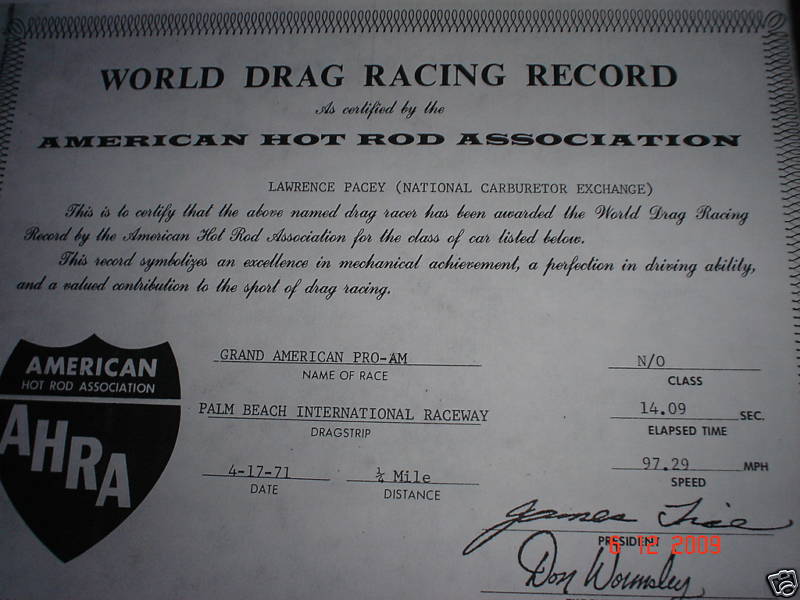 WORLD DRAG RACING RECORD
As certified by the
AMERICAN HOT ROD ASSOCIATION
LAWRENCE PACEY (NATIONAL CARBURETOR EXCHANGE)
This is to certify that the above named drag racer has been awarded the World Drag Racing
Record by the American Hot Rod Association for the class of car listed below.
This record symbolizes an excellence in mechanical achievement, a perfection in driving ability,
and a valued contribution to the sport of drag racing.
AMERICAN
HOT ROD ASSOCIATION
AHRA
GRAND AMERICAN PRO-AM
NAME OF RACE
N/O
CLASS
PALM BEACH INTERNATIONAL RACEWAY
DRAGSTRIP
14.09 SEC.
ELAPSED TIME
4-17-71
DATE
¼ Mile
DISTANCE
97.29 MPH
SPEED
James Tice
PRESIDENT
6 12 2009
Don Wormsley